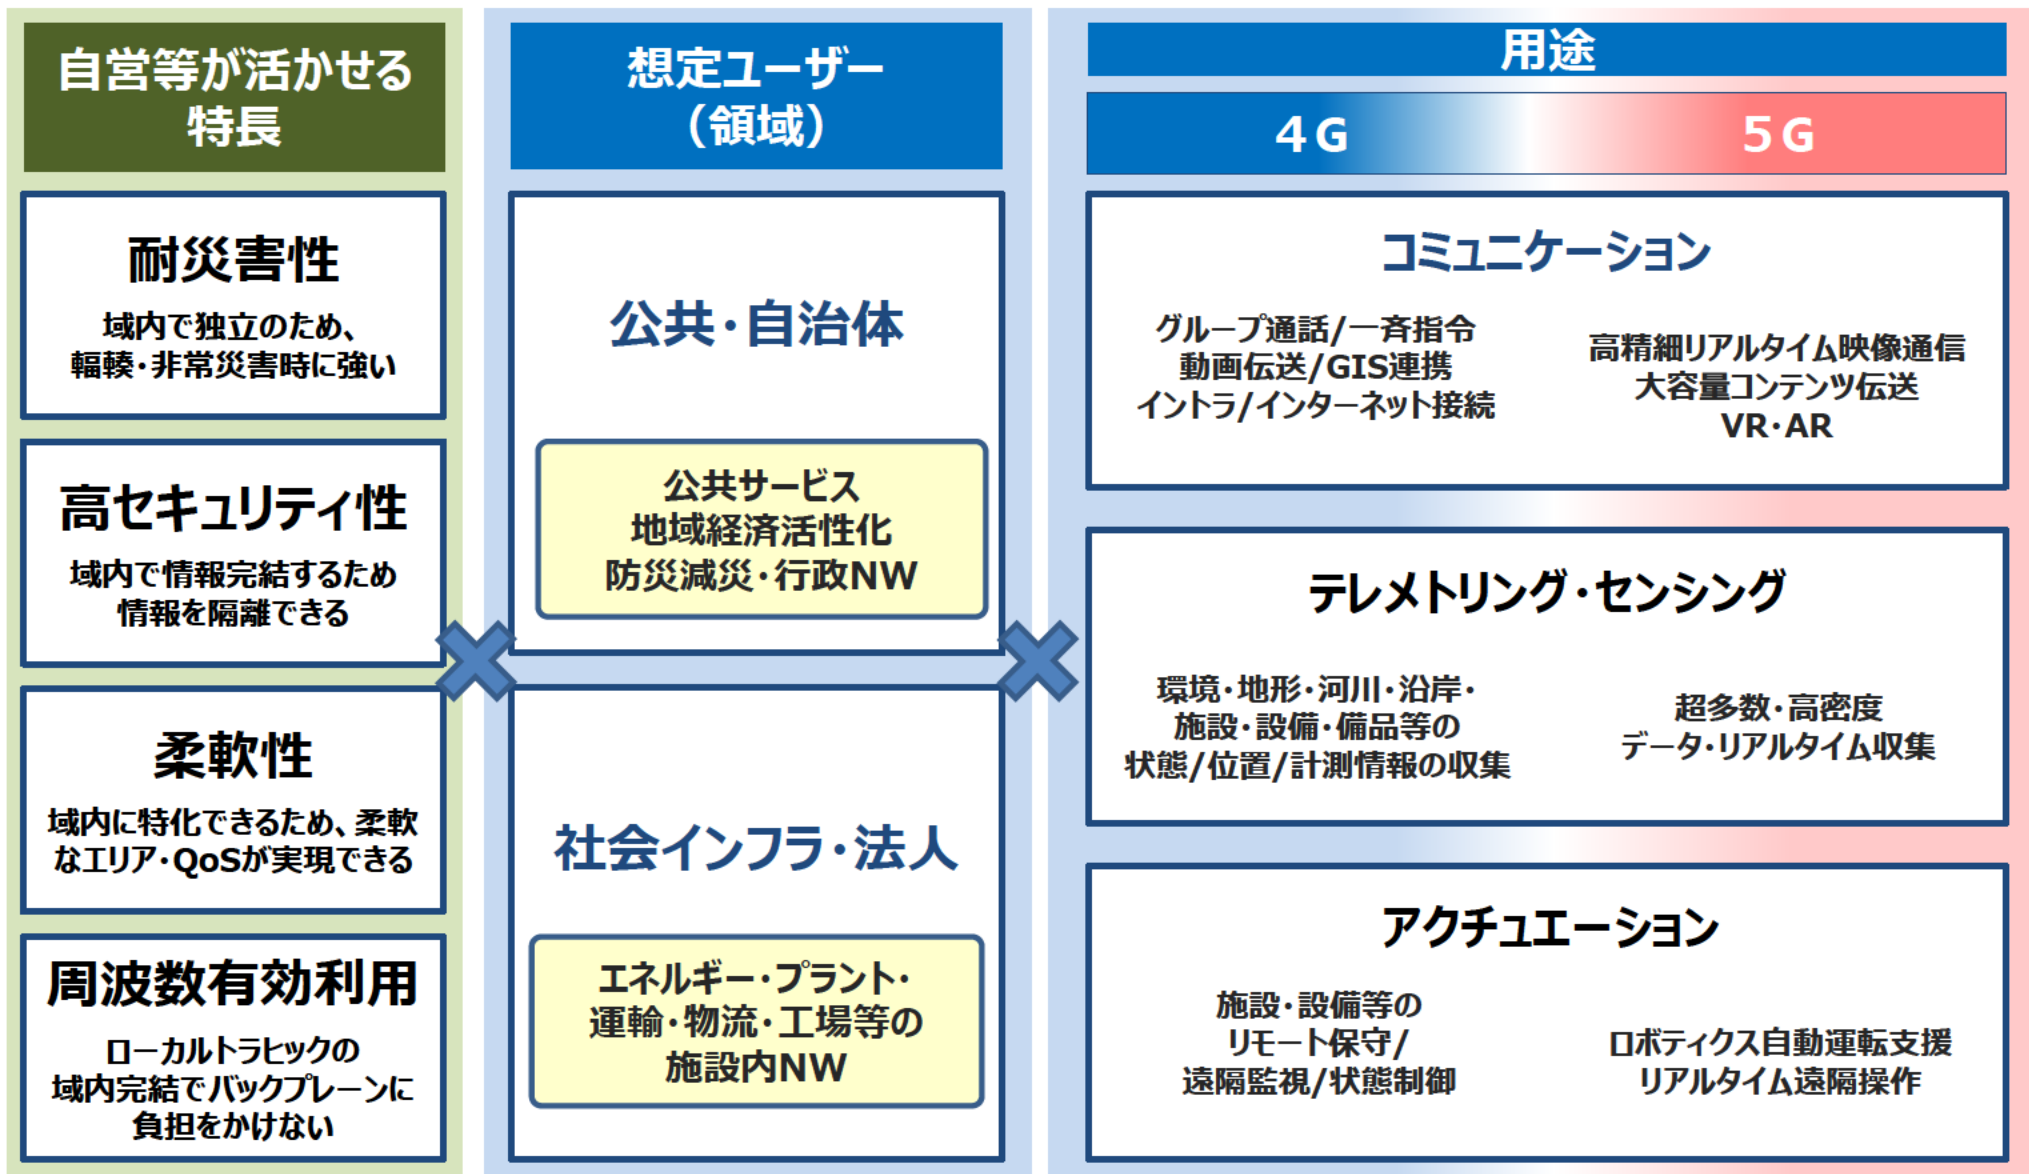 自営等が活かせる
特長
耐災害性
域内で独立のため、
輻輳・非常災害時に強い
高セキュリティ性
域内で情報完結するため
情報を隔離できる
柔軟性
域内に特化できるため、柔軟
なエリア・QoSが実現できる
周波数有効利用
ローカルトラヒックの
域内完結でバックプレーンに
負担をかけない
想定ユーザー
（領域）
公共・自治体
公共サービス
地域経済活性化
防災減災・行政NW
社会インフラ・法人
エネルギー・プラント・
運輸・物流・工場等の
施設内NW
用途
４G
５G
コミュニケーション
グループ通話/一斉指令
動画伝送/GIS連携
イントラ/インターネット接続
高精細リアルタイム映像通信
大容量コンテンツ伝送
VR・AR
テレメトリング・センシング
環境・地形・河川・沿岸・
施設・設備・備品等の
状態/位置/計測情報の収集
超多数・高密度
データ・リアルタイム収集
アクチュエーション
施設・設備等の
リモート保守/
遠隔監視/状態制御
ロボティクス自動運転支援
リアルタイム遠隔操作